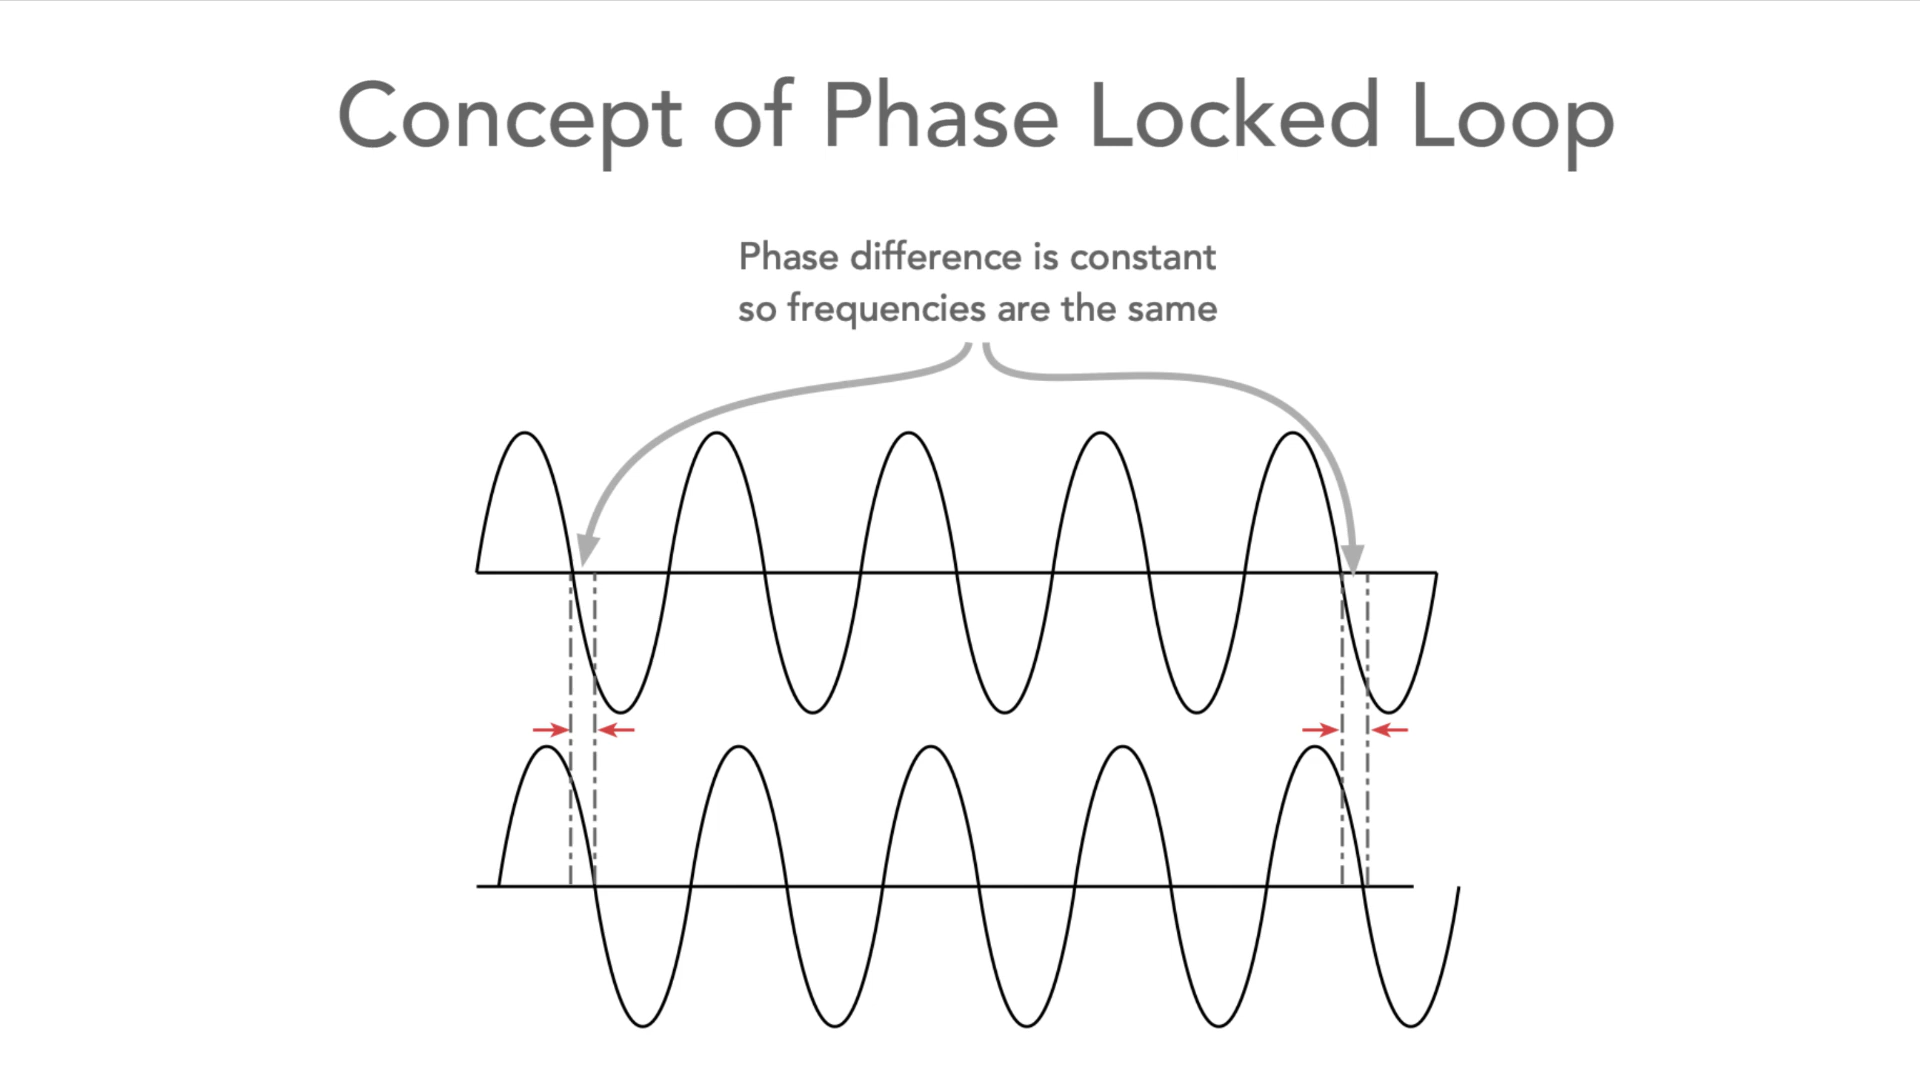 Concept of Phase Locked Loop
Phase difference is constant
so frequencies are the same